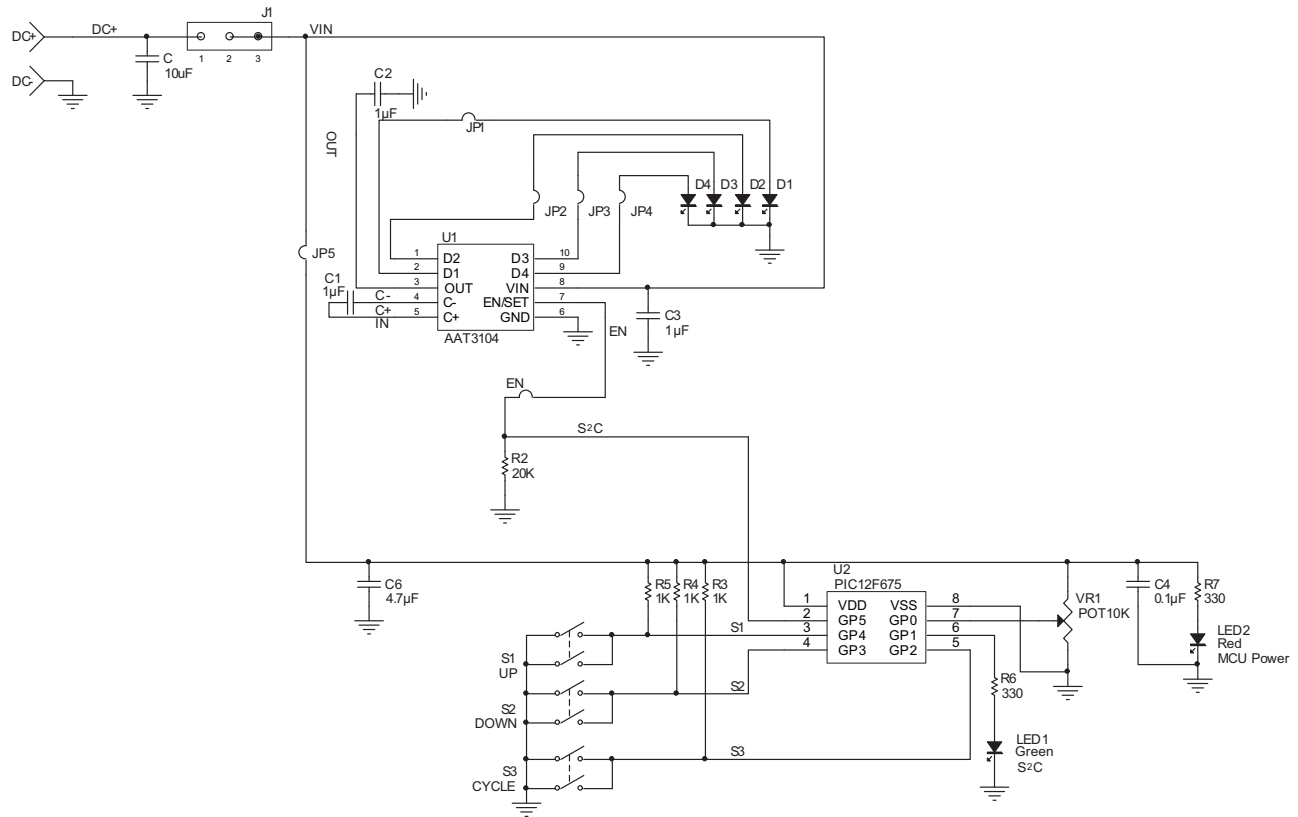 J1
DC+
DC+
VIN
C
10uF
1 2 3
DC-
C2
1µF
JP1
OUT
D4 D3 D2 D1
JP2 JP3 JP4
U1
JP5
1 D2 D3 10
2 D1 D4 9
3 OUT VIN 8
4 C- EN/SET 7
5 C+ GND 6
C1
1µF
C-
C+
IN
AAT3104
EN
C3
1µF
EN
S2C
R2
20K
C6
4.7µF
R5
1K
R4
1K
R3
1K
U2
PIC12F675
1 VDD VSS 8
2 GP5 GP0 7
3 GP4 GP1 6
4 GP3 GP2 5
VR1
POT10K
C4
0.1µF
R7
330
LED2
Red
MCU Power
S1
S1
UP
S2
S2
DOWN
S3
S3
CYCLE
R6
330
LED1
Green
S2C